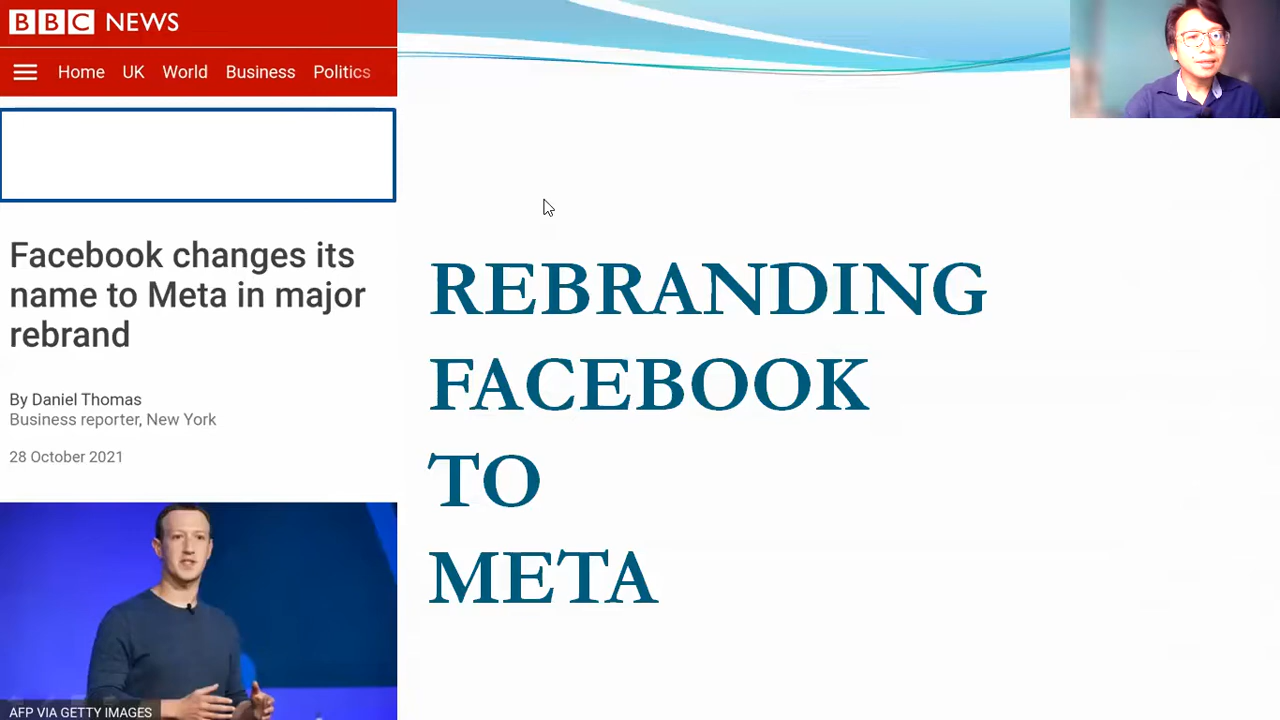 BBC NEWS
Home UK World Business Politics
Facebook changes its
name to Meta in major
rebrand
By Daniel Thomas
Business reporter, New York
28 October 2021
AFP VIA GETTY IMAGES
REBRANDING
FACEBOOK
TO
META